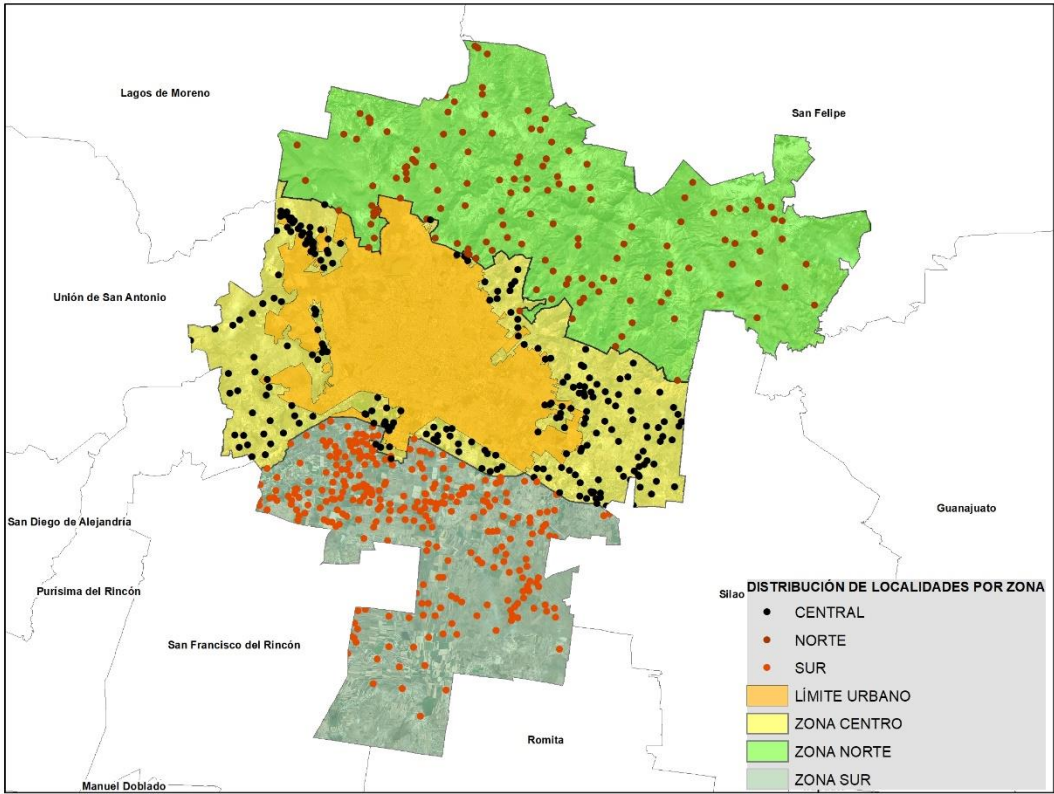 Lagos de Moreno
San Felipe
Unión de San Antonio
San Diego de Alejandría
Guanajuato
Purísima del Rincón
Silao
San Francisco del Rincón
Romita
Manuel Doblado
DISTRIBUCIÓN DE LOCALIDADES POR ZONA
CENTRAL
NORTE
SUR
LÍMITE URBANO
ZONA CENTRO
ZONA NORTE
ZONA SUR